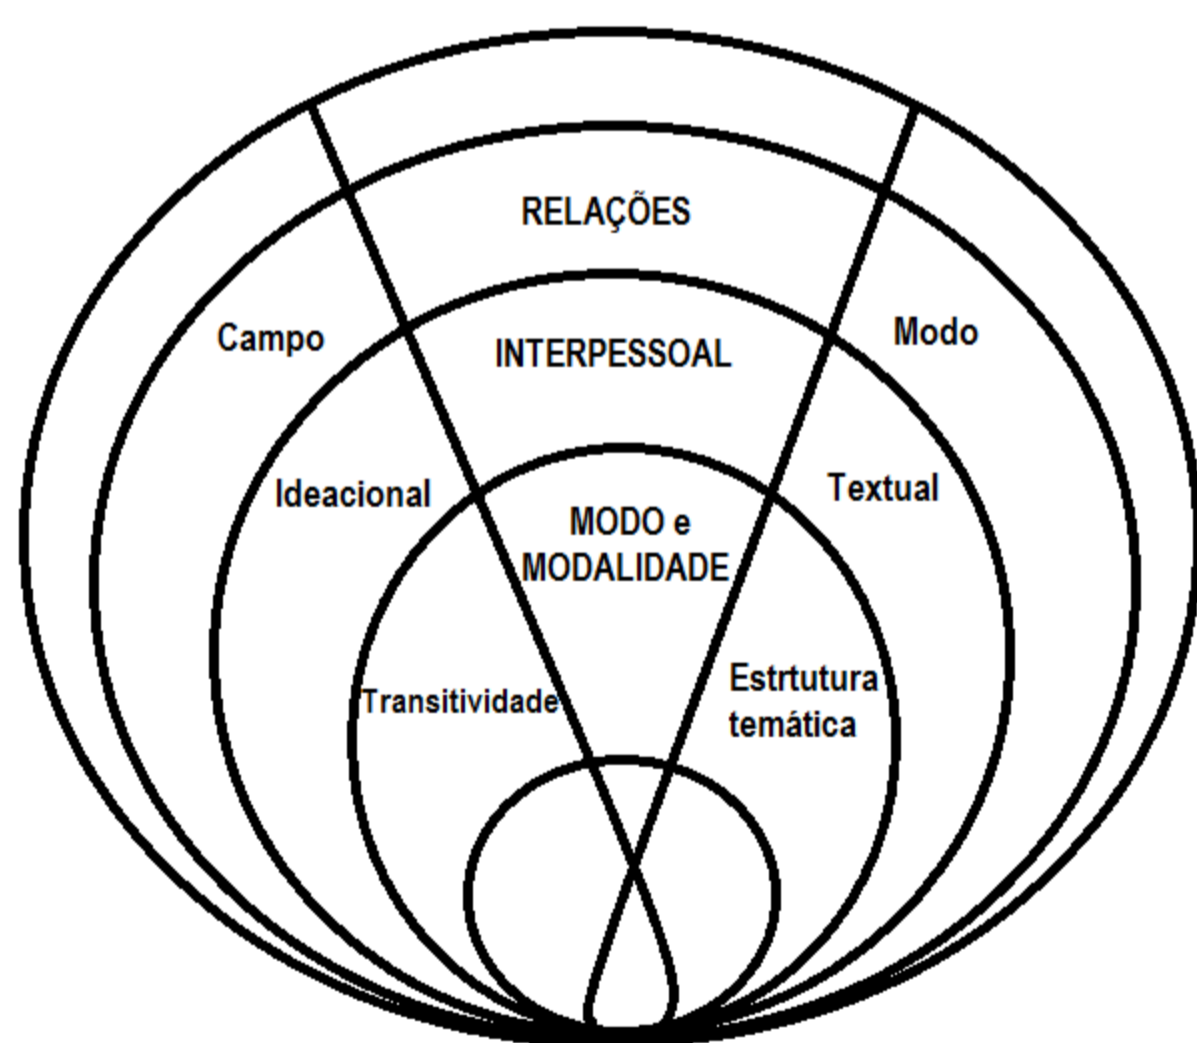 RELAÇÕES
Campo
Modo
INTERPESSOAL
Ideacional
Textual
MODO e
MODALIDADE
Transitividade
Estrtutura
temática